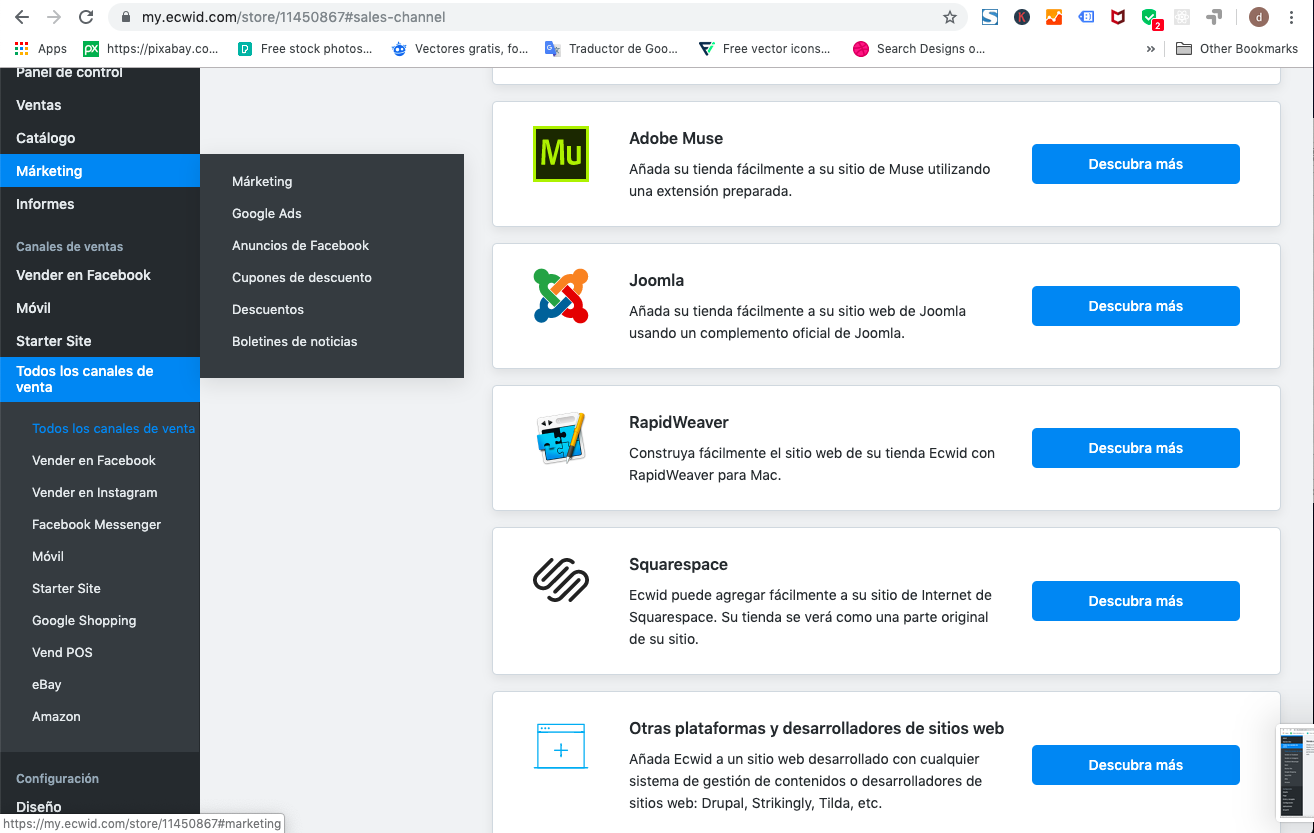 my.ecwid.com/store/11450867#sales-channel
2
d
Apps
https://pixabay.co...
Free stock photos...
Vectores gratis, fo...
Traductor de Goo...
Free vector icons...
Search Designs o...
»
Other Bookmarks
Panel de control
Ventas
Catálogo
Márketing
Informes
Canales de ventas
Vender en Facebook
Móvil
Starter Site
Todos los canales de
venta
Todos los canales de venta
Vender en Facebook
Vender en Instagram
Facebook Messenger
Móvil
Starter Site
Google Shopping
Vend POS
eBay
Amazon
Configuración
Diseño
https://my.ecwid.com/store/11450867#marketing
Márketing
Google Ads
Anuncios de Facebook
Cupones de descuento
Descuentos
Boletines de noticias
Mu
Adobe Muse
Añada su tienda fácilmente a su sitio de Muse utilizando
una extensión preparada.
Descubra más
Joomla
Añada su tienda fácilmente a su sitio web de Joomla
usando un complemento oficial de Joomla.
Descubra más
RapidWeaver
Construya fácilmente el sitio web de su tienda Ecwid con
RapidWeaver para Mac.
Descubra más
Squarespace
Ecwid puede agregar fácilmente a su sitio de Internet de
Squarespace. Su tienda se verá como una parte original
de su sitio.
Descubra más
Otras plataformas y desarrolladores de sitios web
Añada Ecwid a un sitio web desarrollado con cualquier
sistema de gestión de contenidos o desarrolladores de
sitios web: Drupal, Strikingly, Tilda, etc.
Descubra más